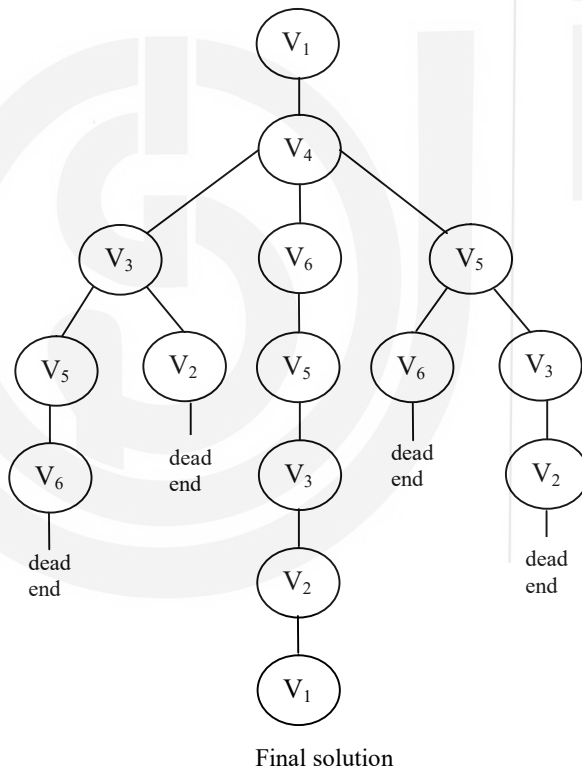 V₁
V₄
V₃ V₆ V₅
V₅ V₂ V₅ V₆ V₃
V₆ dead end V₃ dead end V₂
dead end V₂ dead end
V₁
Final solution